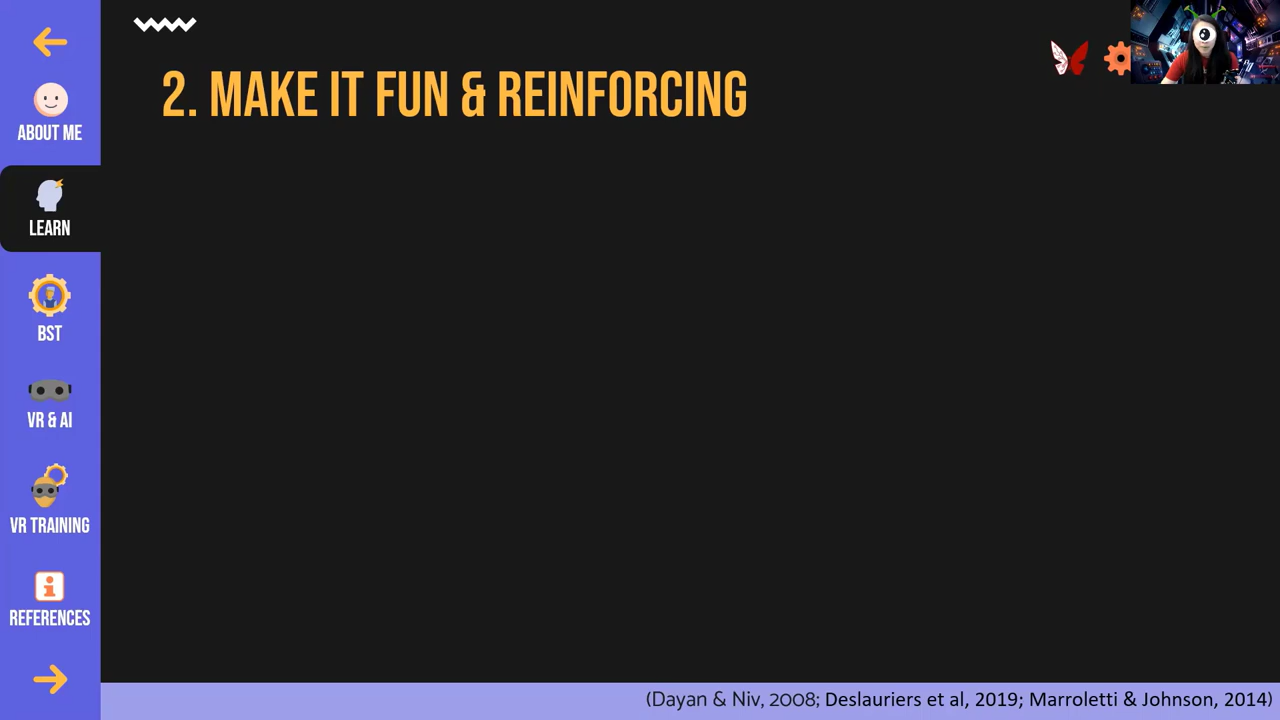 2. MAKE IT FUN & REINFORCING
ABOUT ME
LEARN
BST
VR & AI
VR TRAINING
REFERENCES
(Dayan & Niv, 2008; Deslauriers et al, 2019; Marroletti & Johnson, 2014)